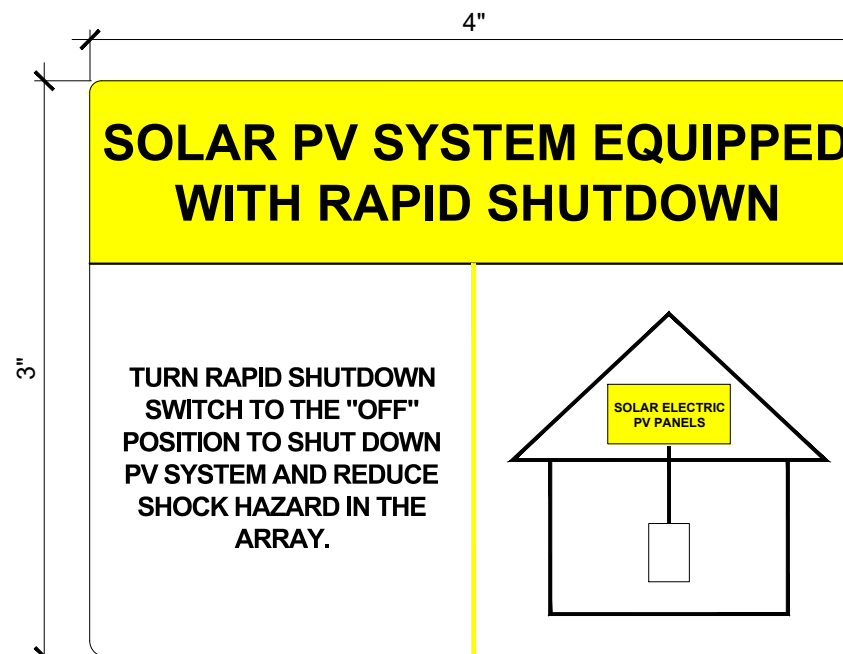 4"
SOLAR PV SYSTEM EQUIPPED
WITH RAPID SHUTDOWN
3"
TURN RAPID SHUTDOWN
SWITCH TO THE "OFF"
POSITION TO SHUT DOWN
PV SYSTEM AND REDUCE
SHOCK HAZARD IN THE
ARRAY.
SOLAR ELECTRIC
PV PANELS